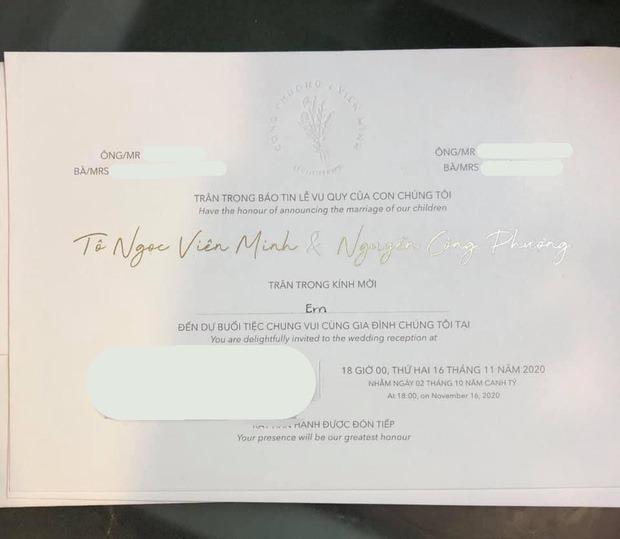 CÔNG PHƯỢNG & VIÊN MINH
ÔNG/MR
BÀ/MRS
ÔNG/MR
BÀ/MRS
TRÂN TRỌNG BÁO TIN LỄ VU QUY CỦA CON CHÚNG TÔI
Have the honour of announcing the marriage of our children
Tô Ngọc Viên Minh & Nguyễn Công Phượng
TRÂN TRỌNG KÍNH MỜI
Em
ĐẾN DỰ BUỔI TIỆC CHUNG VUI CÙNG GIA ĐÌNH CHÚNG TÔI TẠI
You are delightfully invited to the wedding reception at
18 GIỜ 00, THỨ HAI 16 THÁNG 11 NĂM 2020
NHẰM NGÀY 02 THÁNG 10 NĂM CANH TÝ
At 18:00, on November 16, 2020
HẠNH ĐƯỢC ĐÓN TIẾP
Your presence will be our greatest honour